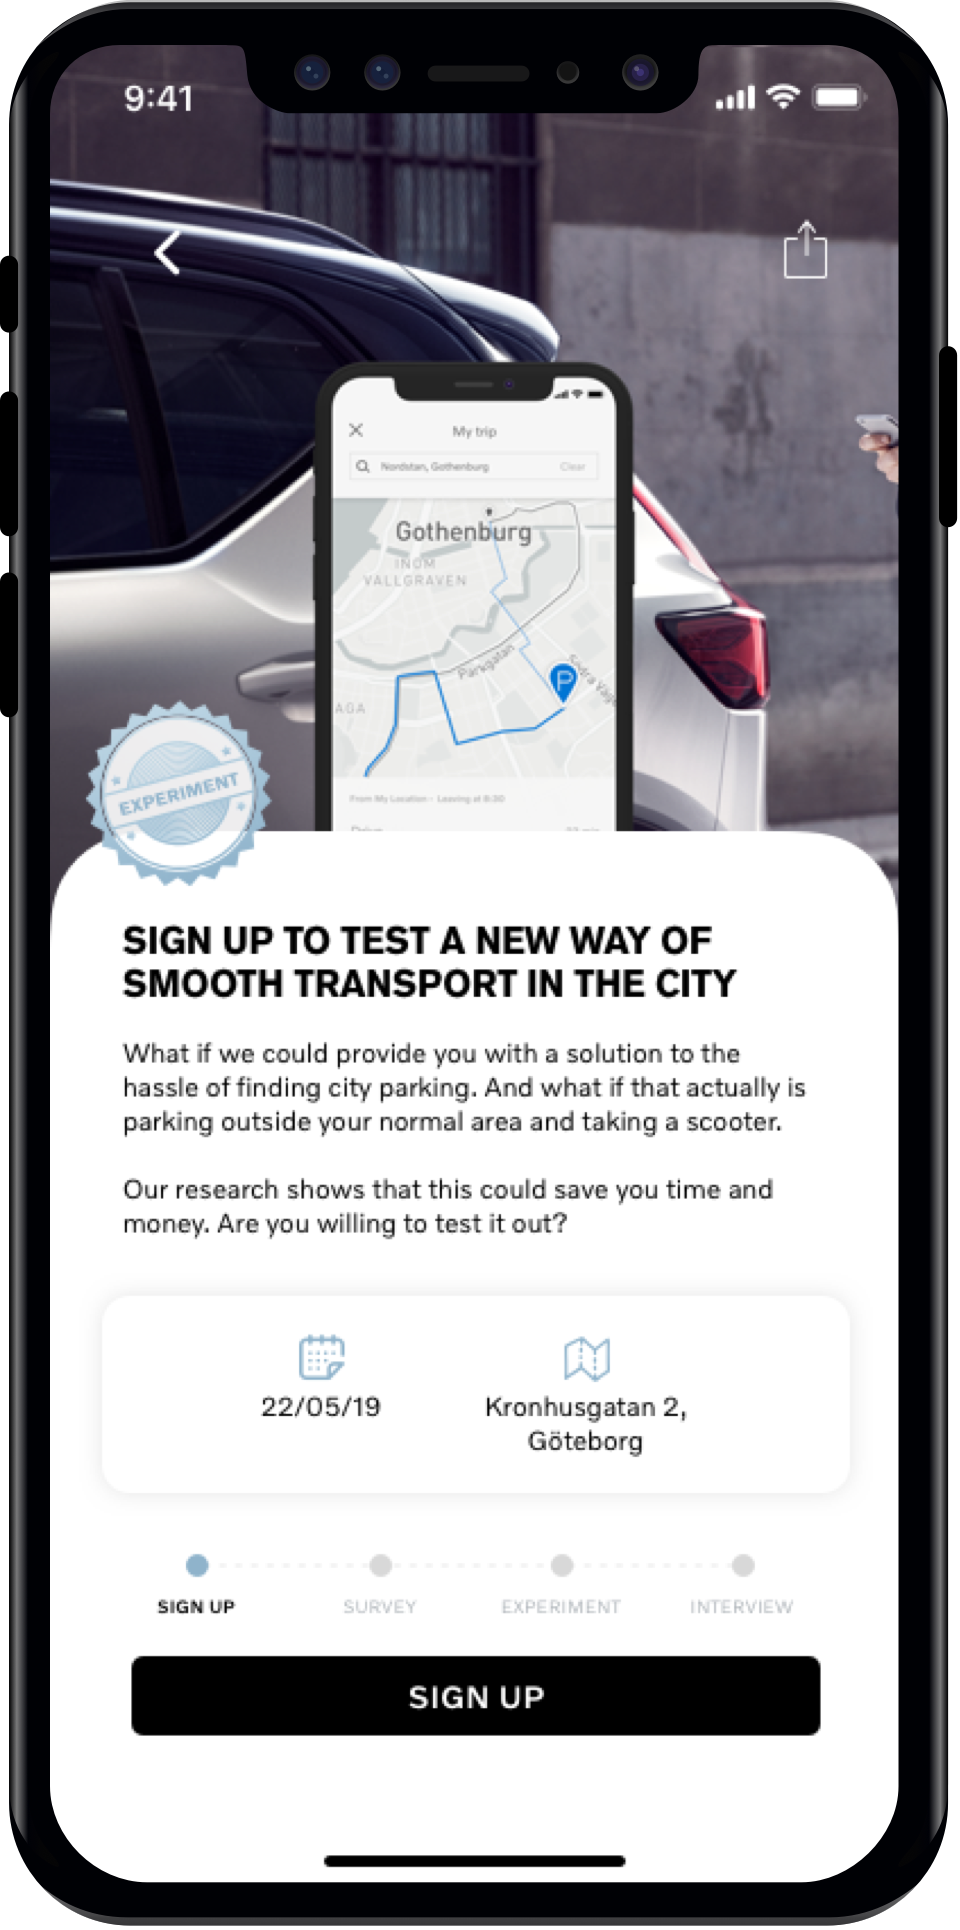 9:41
My trip
Nordstan, Gothenburg
Clear
Gothenburg
INOM
VALLGRAVEN
Parkgatan
Södra Väge
AGA
P
From My Location - Leaving at 8:30
EXPERIMENT
SIGN UP TO TEST A NEW WAY OF
SMOOTH TRANSPORT IN THE CITY
What if we could provide you with a solution to the
hassle of finding city parking. And what if that actually is
parking outside your normal area and taking a scooter.
Our research shows that this could save you time and
money. Are you willing to test it out?
22/05/19
Kronhusgatan 2,
Göteborg
SIGN UP
SURVEY
EXPERIMENT
INTERVIEW
SIGN UP